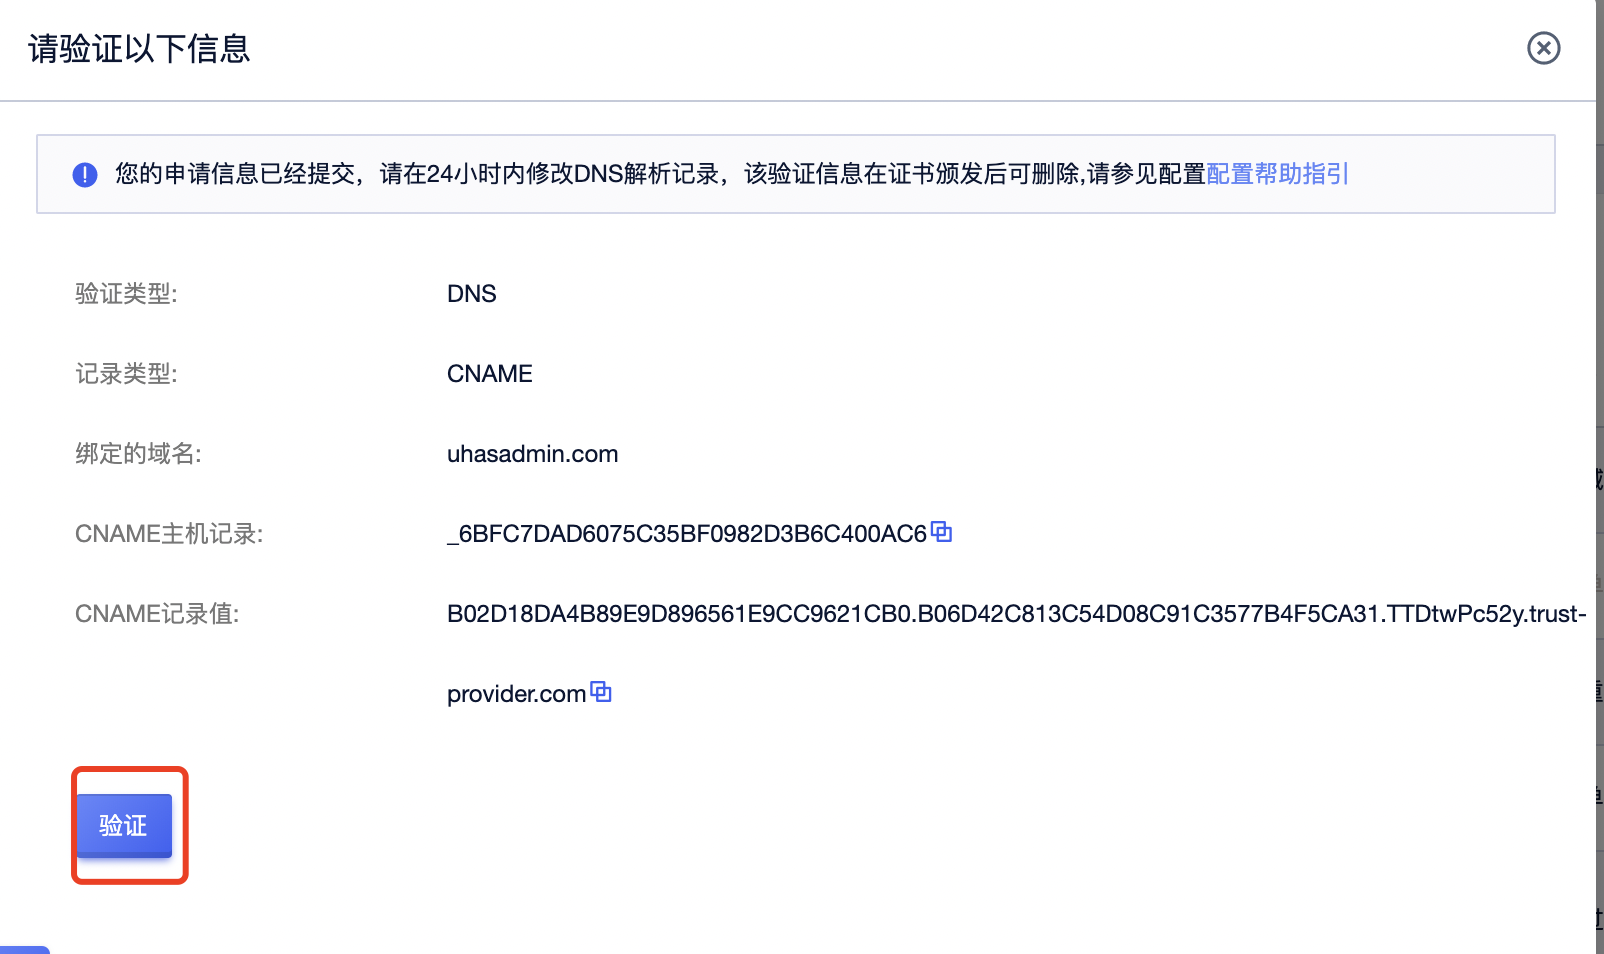 请验证以下信息
您的申请信息已经提交，请在24小时内修改DNS解析记录，该验证信息在证书颁发后可删除,请参见配置配置帮助指引
验证类型: DNS
记录类型: CNAME
绑定的域名: uhasadmin.com
CNAME主机记录: _6BFC7DAD6075C35BF0982D3B6C400AC6
CNAME记录值: B02D18DA4B89E9D896561E9CC9621CB0.B06D42C813C54D08C91C3577B4F5CA31.TTDtwPc52y.trust-
provider.com
验证